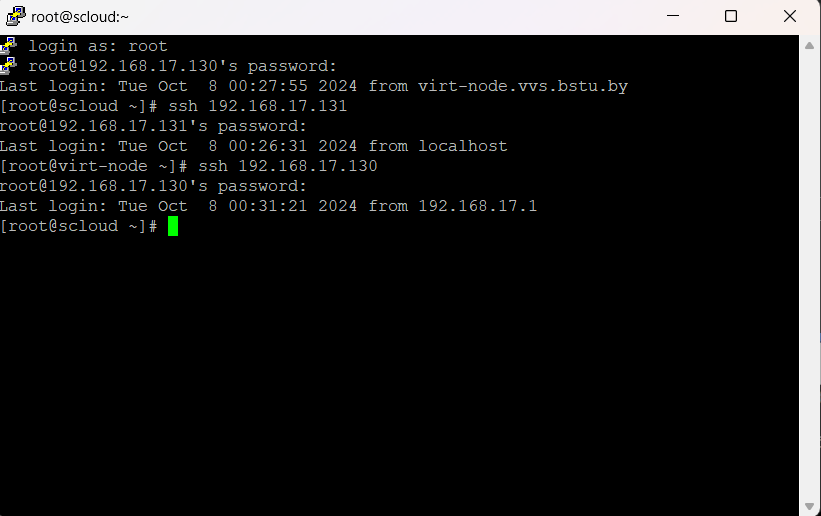 root@scloud:~
login as: root
root@192.168.17.130's password:
Last login: Tue Oct  8 00:27:55 2024 from virt-node.vvs.bstu.by
[root@scloud ~]# ssh 192.168.17.131
root@192.168.17.131's password:
Last login: Tue Oct  8 00:26:31 2024 from localhost
[root@virt-node ~]# ssh 192.168.17.130
root@192.168.17.130's password:
Last login: Tue Oct  8 00:31:21 2024 from 192.168.17.1
[root@scloud ~]#